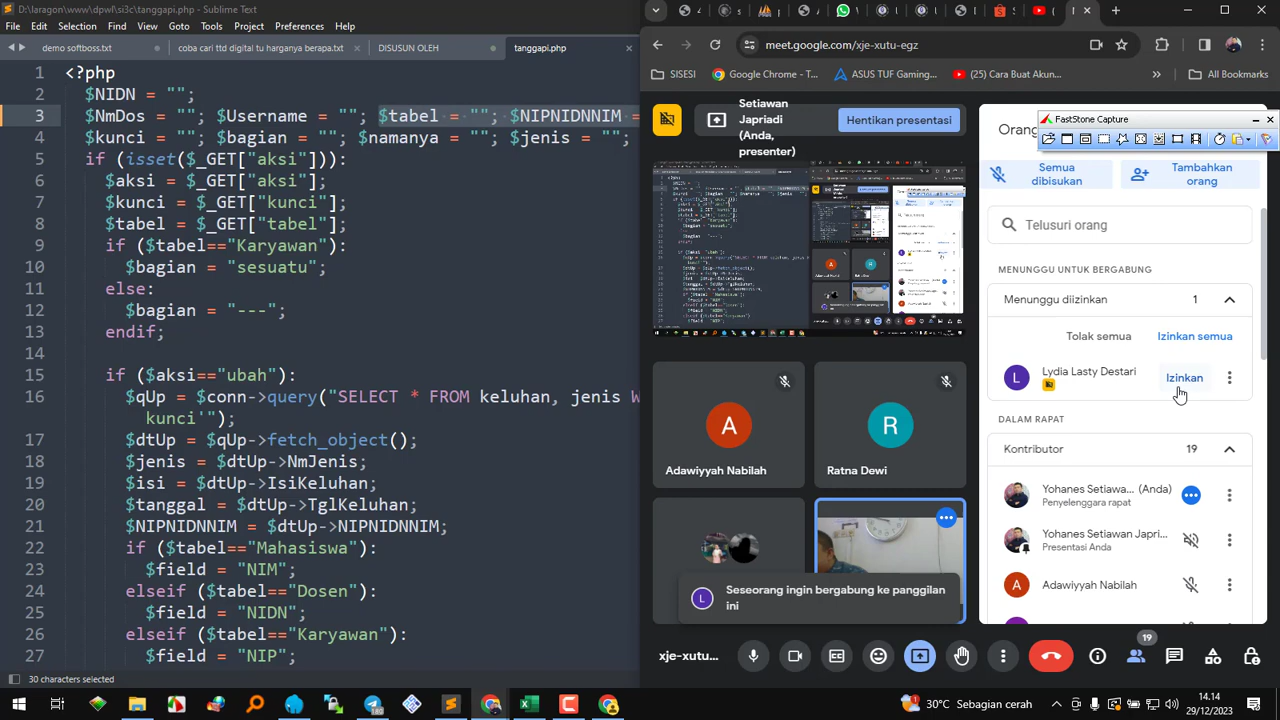 D:\laragon\www\dpwl\si3c\tanggapi.php - Sublime Text
File Edit Selection Find View Goto Tools Project Preferences Help
demo softboss.txt
coba cari ttd digital tu harganya berapa.txt
DISUSUN OLEH
tanggapi.php
1 <?php
2 $NIDN = "";
3 $NmDos = ""; $Username = ""; $tabel = ""; $NIPNIDNNIM =
4 $kunci = ""; $bagian = ""; $namanya = ""; $jenis = "";
5 if (isset($_GET["aksi"])):
6 $aksi = $_GET["aksi"];
7 $kunci = $_GET["kunci"];
8 $tabel = $_GET["tabel"];
9 if ($tabel=="Karyawan"):
10 $bagian = "sesuatu";
11 else:
12 $bagian = "---";
13 endif;
14
15 if ($aksi=="ubah"):
16 $qUp = $conn->query("SELECT * FROM keluhan, jenis W
kunci'");
17 $dtUp = $qUp->fetch_object();
18 $jenis = $dtUp->NmJenis;
19 $isi = $dtUp->IsiKeluhan;
20 $tanggal = $dtUp->TglKeluhan;
21 $NIPNIDNNIM = $dtUp->NIPNIDNNIM;
22 if ($tabel=="Mahasiswa"):
23 $field = "NIM";
24 elseif ($tabel=="Dosen"):
25 $field = "NIDN";
26 elseif ($tabel=="Karyawan"):
27 $field = "NIP";
30 characters selected
meet.google.com/xje-xutu-egz
SISESI
Google Chrome - T...
ASUS TUF Gaming...
(25) Cara Buat Akun...
»
All Bookmarks
Setiawan
Japriadi
(Anda,
presenter)
Hentikan presentasi
Adawiyyah Nabilah
A
Ratna Dewi
R
L
Seseorang ingin bergabung ke panggilan
ini
Orang
FastStone Capture
Semua
dibisukan
Tambahkan
orang
Telusuri orang
MENUNGGU UNTUK BERGABUNG
Menunggu diizinkan 1
Tolak semua Izinkan semua
L Lydia Lasty Destari Izinkan
DALAM RAPAT
Kontributor 19
Yohanes Setiawa... (Anda)
Penyelenggara rapat
Yohanes Setiawan Japri...
Presentasi Anda
A Adawiyyah Nabilah
xje-xutu...
19
180
30°C Sebagian cerah
14.14
29/12/2023